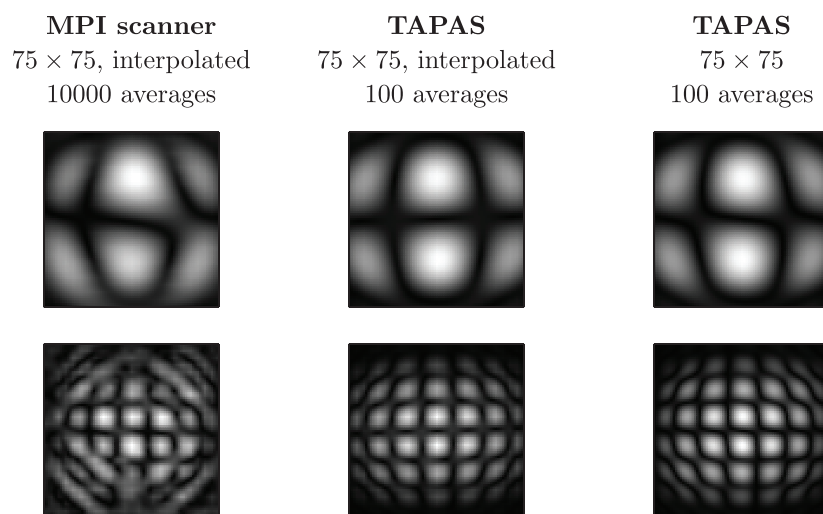 MPI scanner
75 × 75, interpolated
10000 averages
TAPAS
75 × 75, interpolated
100 averages
TAPAS
75 × 75
100 averages